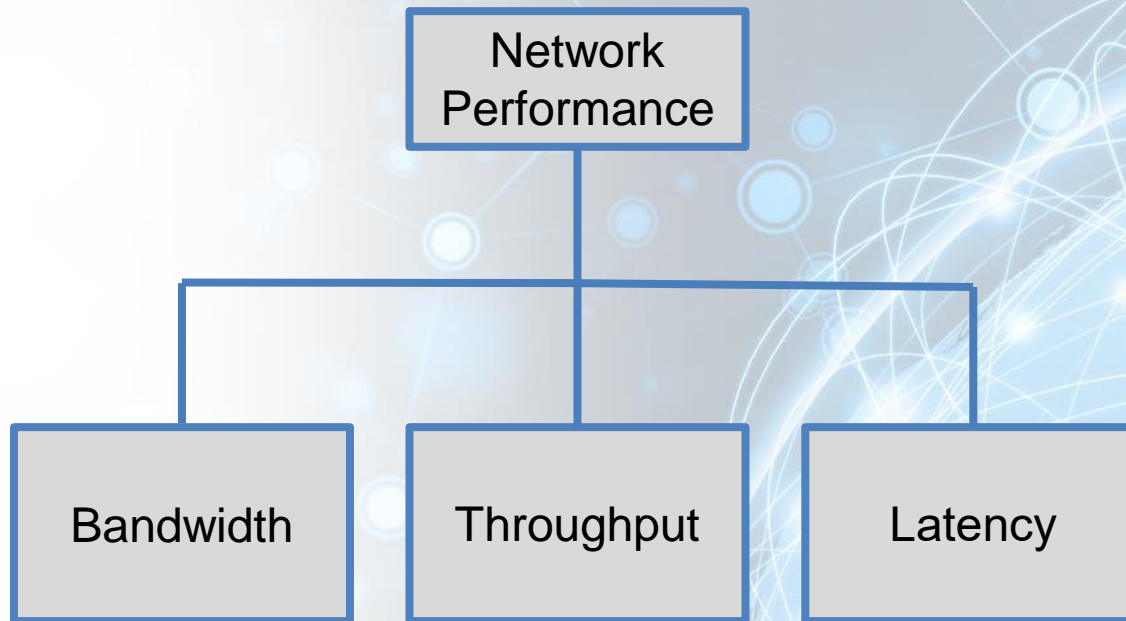 Network
Performance
Bandwidth
Throughput
Latency